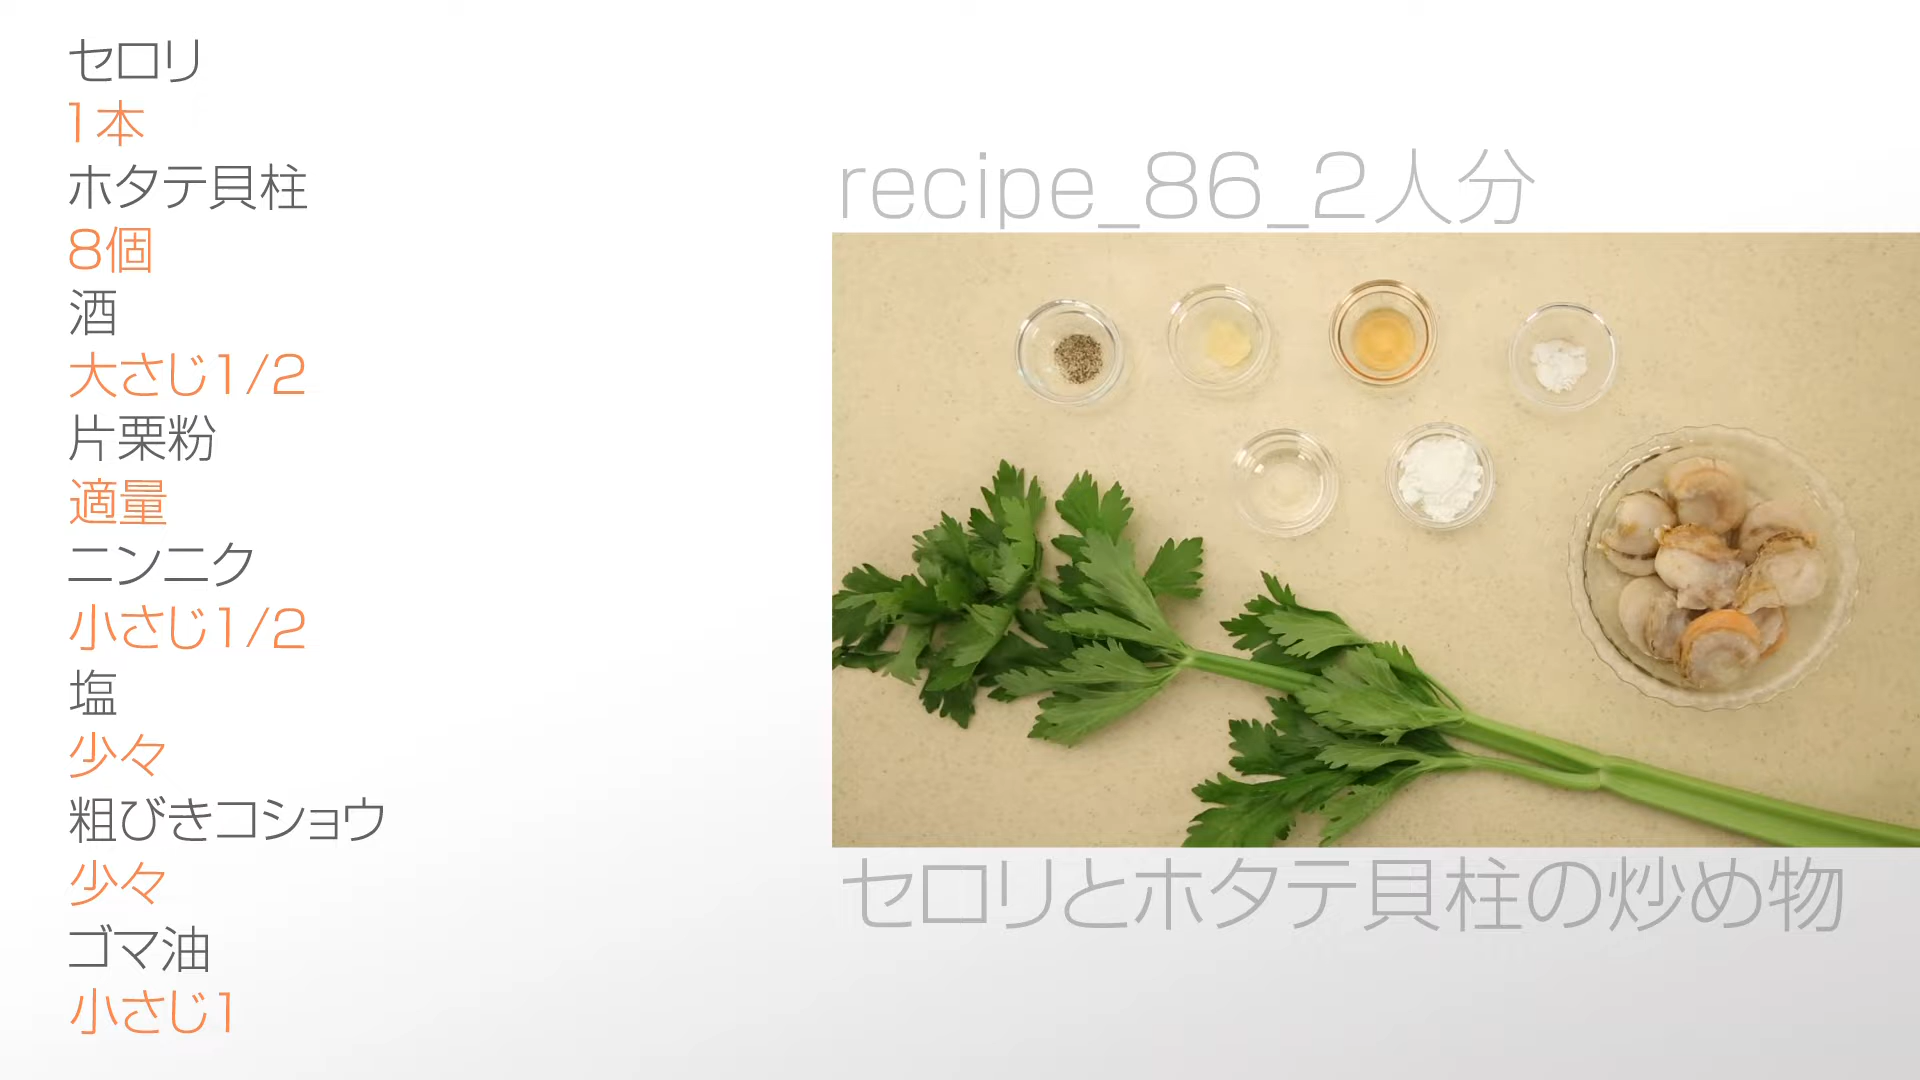 セロリ
1本
ホタテ貝柱
8個
酒
大さじ1/2
片栗粉
適量
ニンニク
小さじ1/2
塩
少々
粗びきコショウ
少々
ゴマ油
小さじ1
recipe_86_2人分
セロリとホタテ貝柱の炒め物